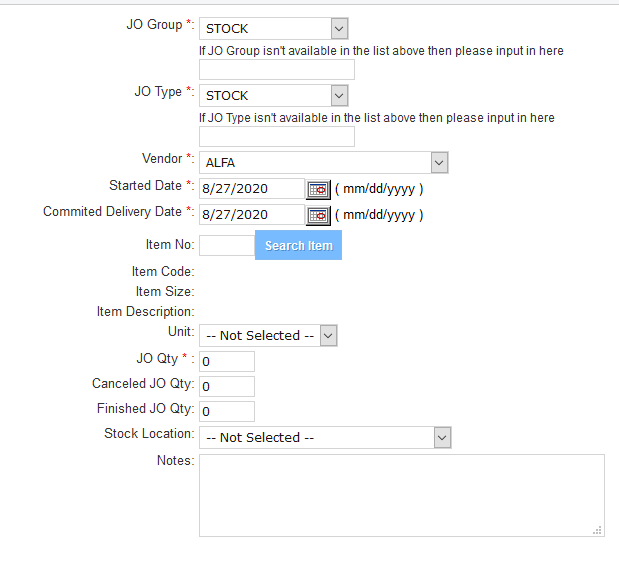 JO Group *: STOCK
If JO Group isn't available in the list above then please input in here
JO Type *: STOCK
If JO Type isn't available in the list above then please input in here
Vendor *: ALFA
Started Date *: 8/27/2020 ( mm/dd/yyyy )
Commited Delivery Date *: 8/27/2020 ( mm/dd/yyyy )
Item No: Search Item
Item Code:
Item Size:
Item Description:
Unit: -- Not Selected --
JO Qty * : 0
Canceled JO Qty: 0
Finished JO Qty: 0
Stock Location: -- Not Selected --
Notes: